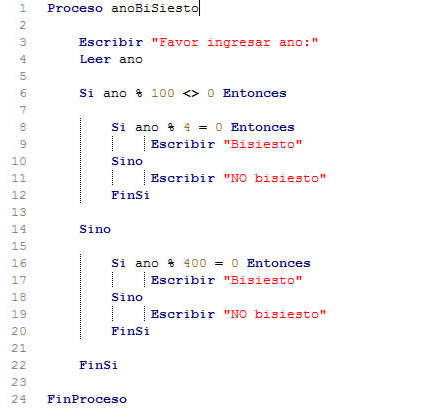 1 Proceso anoBiSiesto
2
3 Escribir "Favor ingresar ano:"
4 Leer ano
5
6 Si ano % 100 <> 0 Entonces
7
8 Si ano % 4 = 0 Entonces
9 Escribir "Bisiesto"
10 Sino
11 Escribir "NO bisiesto"
12 FinSi
13
14 Sino
15
16 Si ano % 400 = 0 Entonces
17 Escribir "Bisiesto"
18 Sino
19 Escribir "NO bisiesto"
20 FinSi
21
22 FinSi
23
24 FinProceso